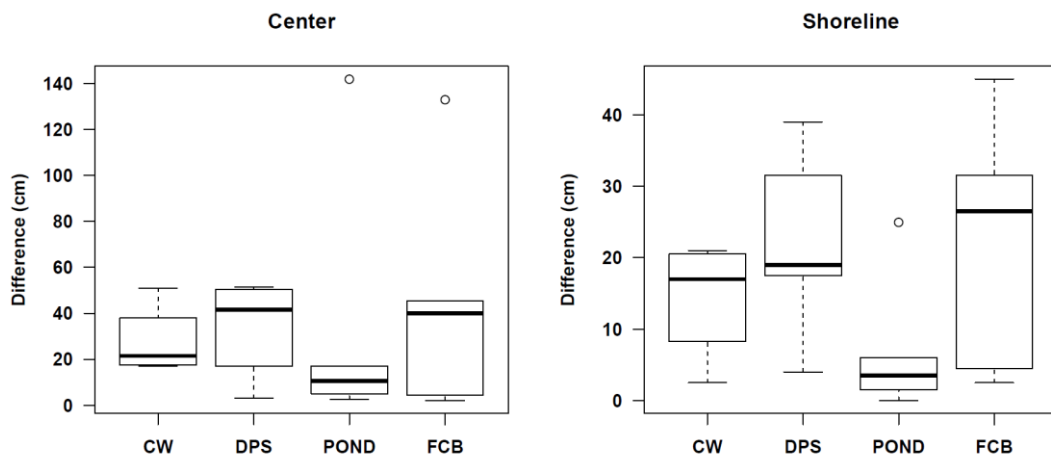 Center
Shoreline
Difference (cm)
140
120
100
80
60
40
20
0
CW DPS POND FCB
Difference (cm)
40
30
20
10
0
CW DPS POND FCB